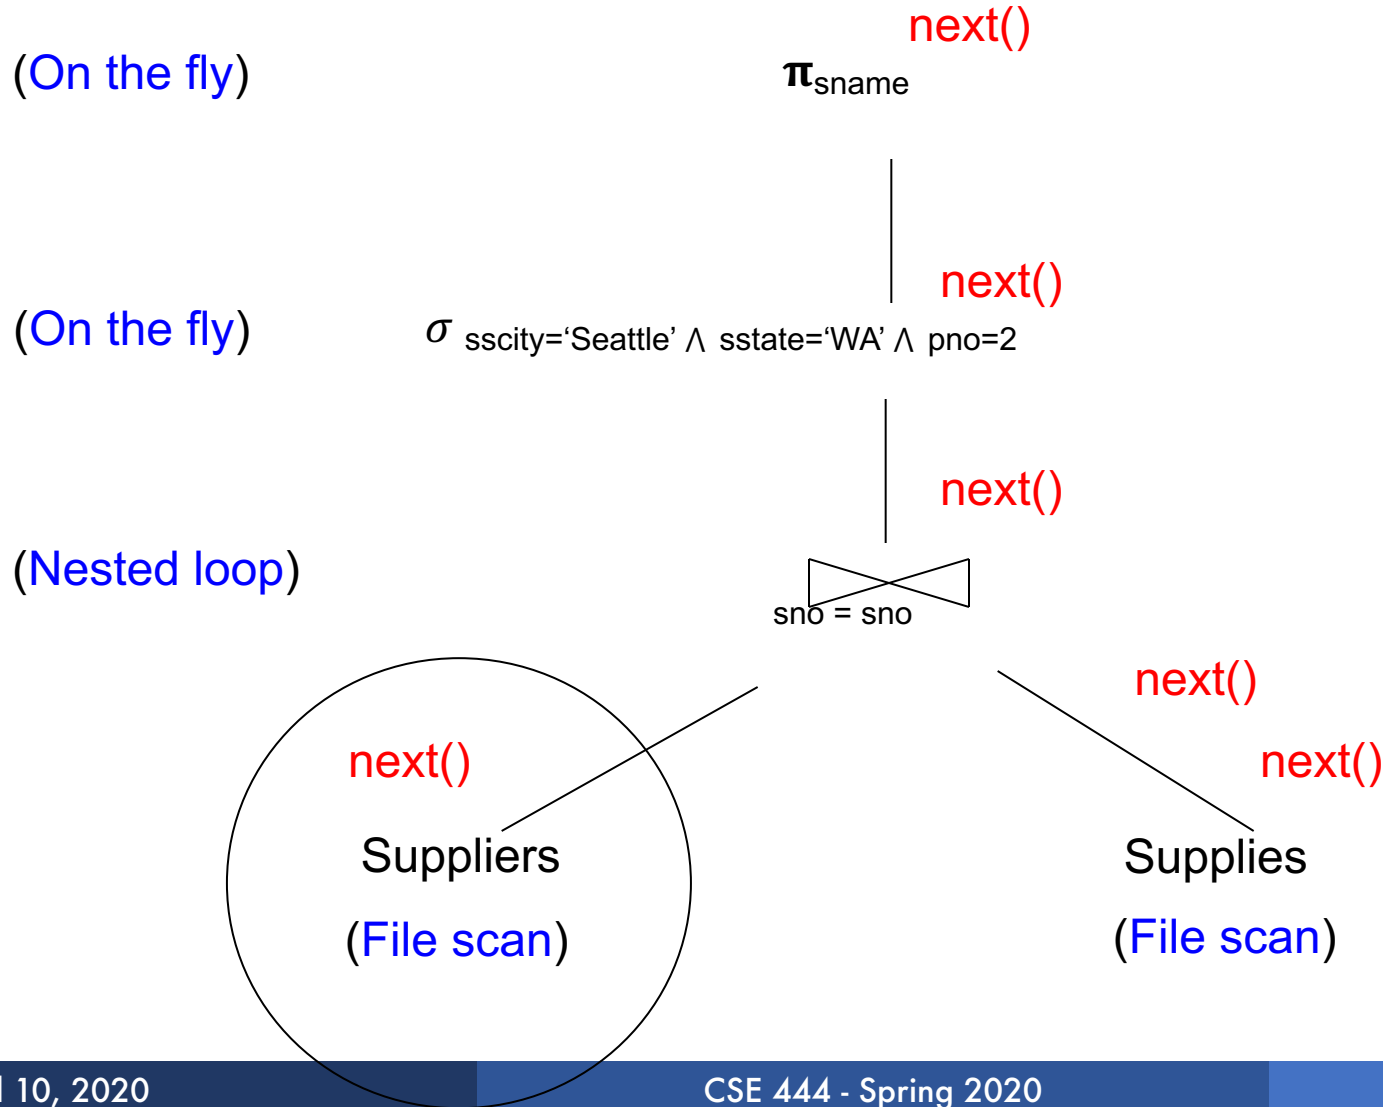 next()
(On the fly) πsname
next()
(On the fly) σ sscity=‘Seattle’ ⋀ sstate=‘WA’ ⋀ pno=2
next()
(Nested loop)
sno = sno
next()
next() next()
Suppliers Supplies
(File scan) (File scan)
10, 2020 CSE 444 - Spring 2020